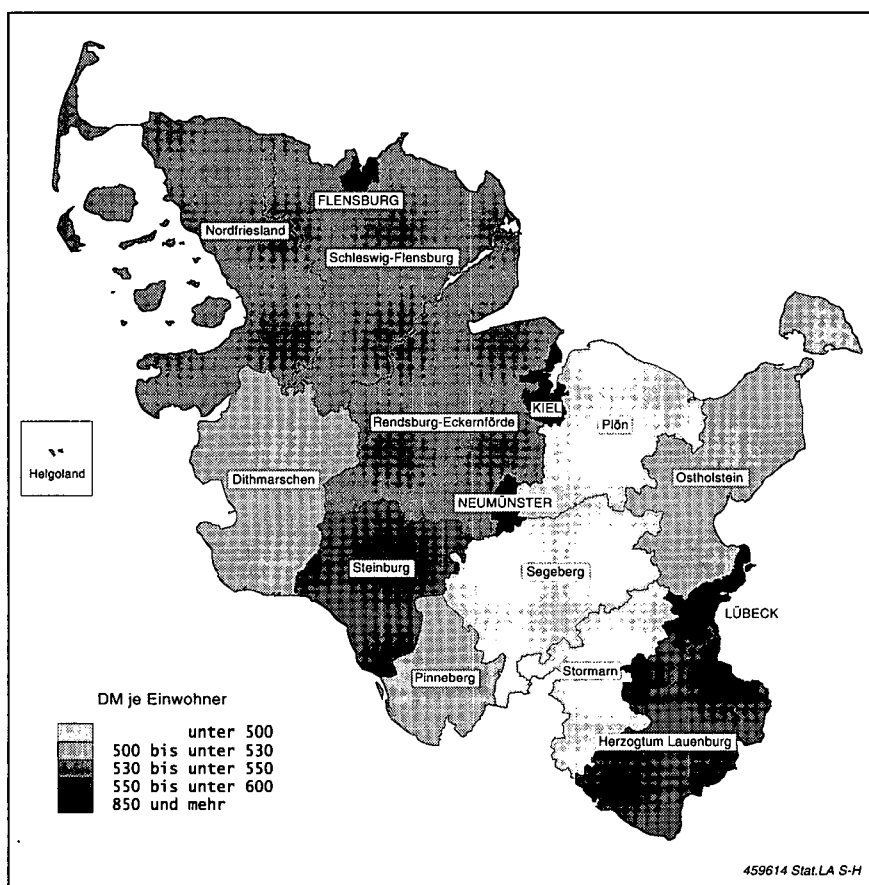 FLENSBURG
Nordfriesland
Schleswig-Flensburg
KIEL
Rendsburg-Eckernförde
Plön
Helgoland
Dithmarschen
Ostholstein
NEUMÜNSTER
Steinburg
Segeberg
LÜBECK
Pinneberg
Stormarn
Herzogtum Lauenburg
DM je Einwohner
unter 500
500 bis unter 530
530 bis unter 550
550 bis unter 600
850 und mehr
459614 Stat.LA S-H